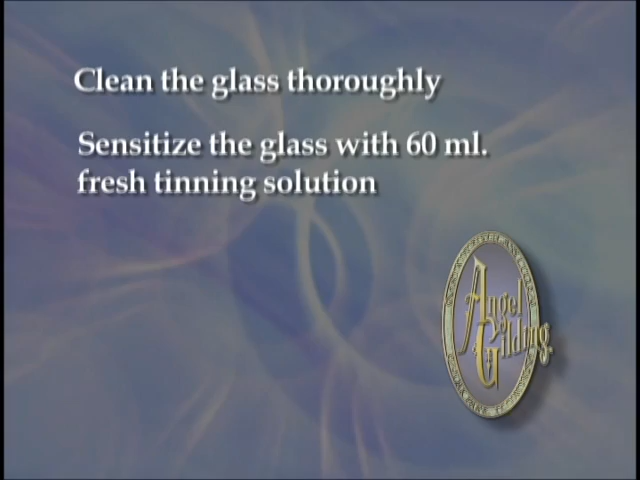 Clean the glass thoroughly
Sensitize the glass with 60 ml.
fresh tinning solution
Angel
Gilding